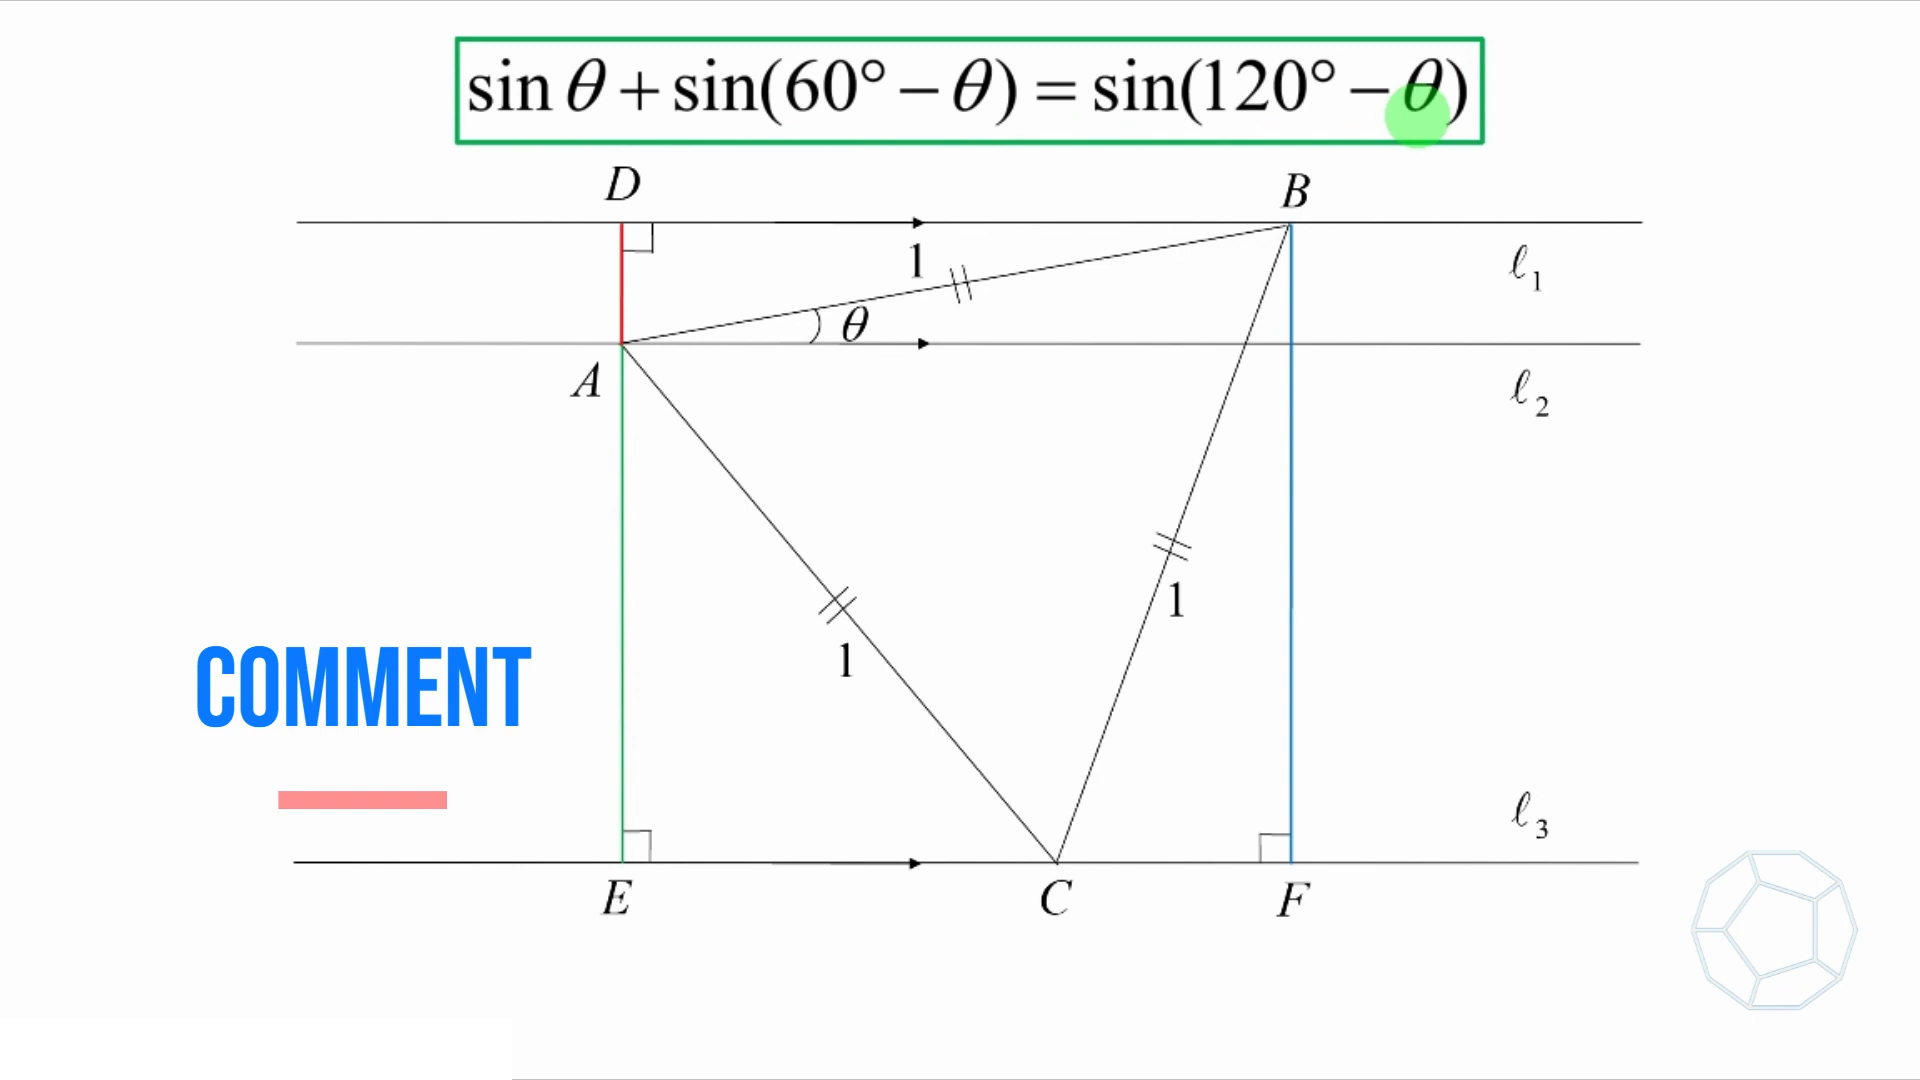 sin θ + sin(60° − θ) = sin(120° − θ)
D
B
1
ℓ1
θ
A
ℓ2
1
1
COMMENT
ℓ3
E
C
F